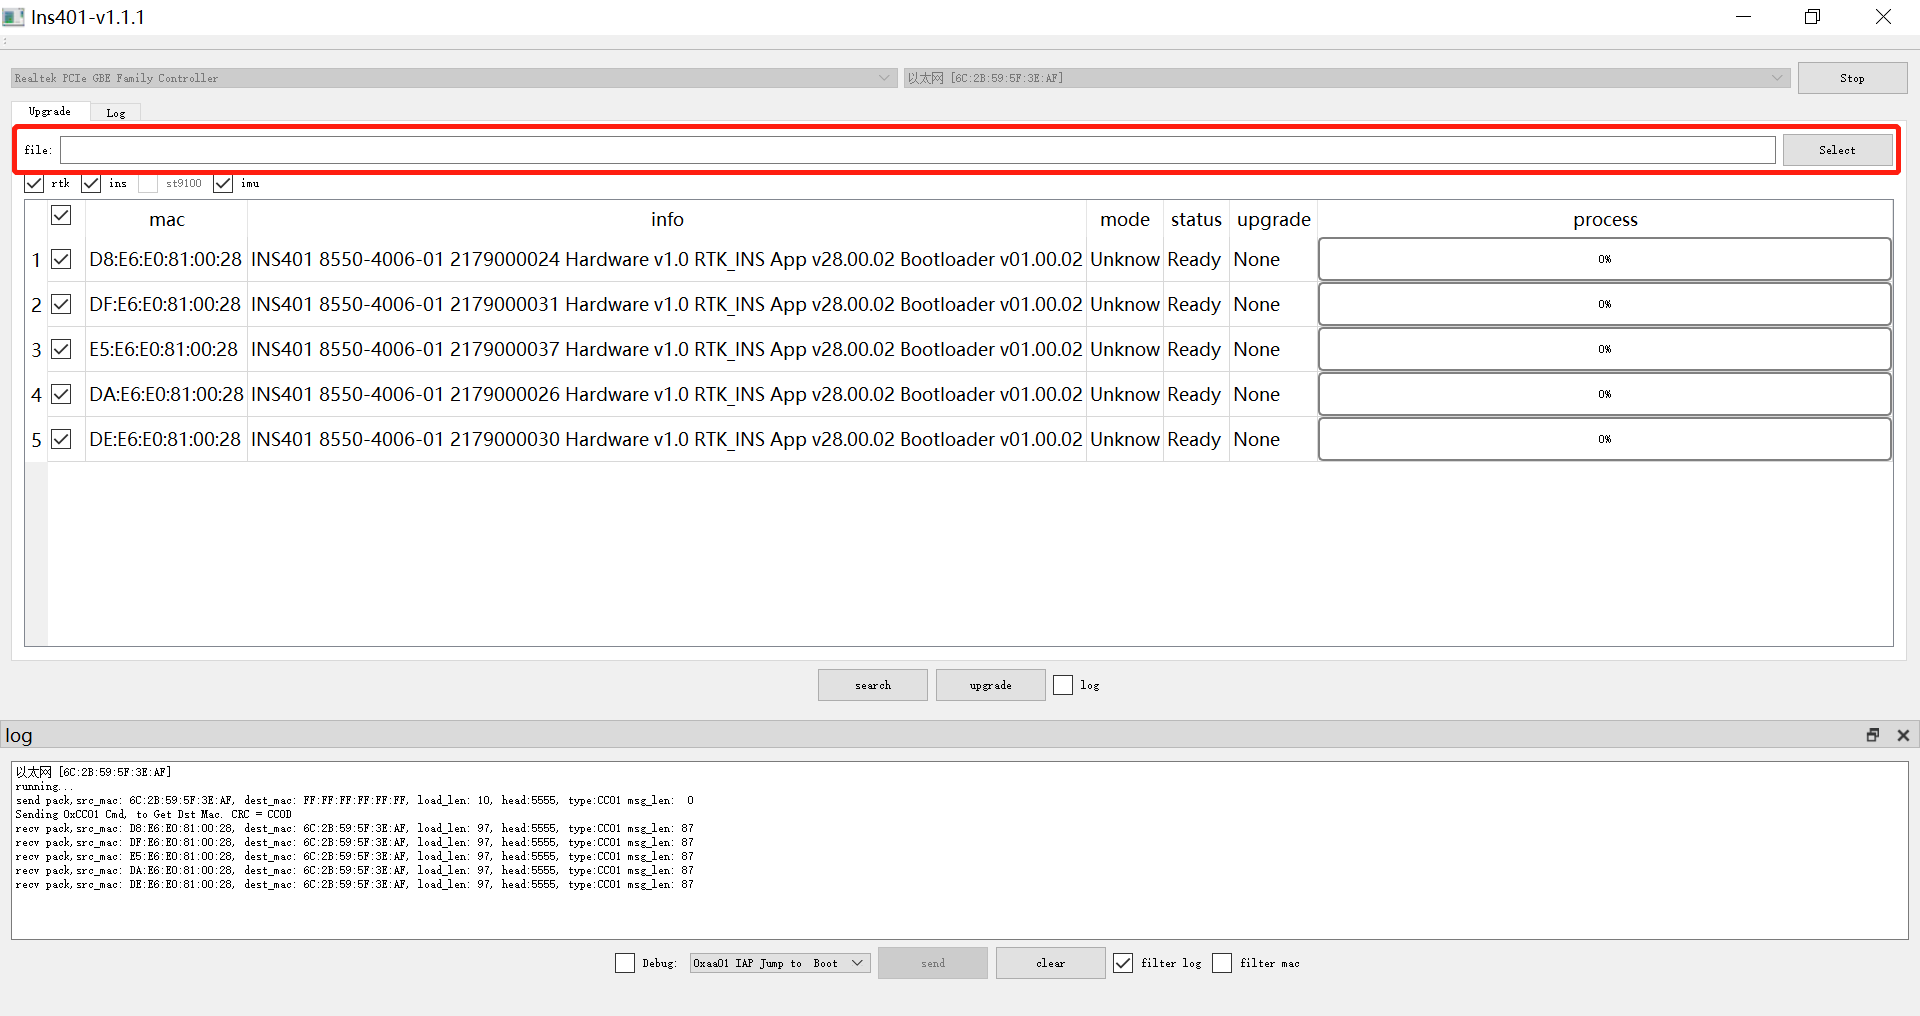 Ins401-v1.1.1
Realtek PCIe GBE Family Controller
以太网 [6C:2B:59:5F:3E:AF]
Stop
Upgrade
Log
file:
Select
rtk
ins
st9100
imu
mac info mode status upgrade process
1 D8:E6:E0:81:00:28 INS401 8550-4006-01 2179000024 Hardware v1.0 RTK_INS App v28.00.02 Bootloader v01.00.02 Unknow Ready None 0%
2 DF:E6:E0:81:00:28 INS401 8550-4006-01 2179000031 Hardware v1.0 RTK_INS App v28.00.02 Bootloader v01.00.02 Unknow Ready None 0%
3 E5:E6:E0:81:00:28 INS401 8550-4006-01 2179000037 Hardware v1.0 RTK_INS App v28.00.02 Bootloader v01.00.02 Unknow Ready None 0%
4 DA:E6:E0:81:00:28 INS401 8550-4006-01 2179000026 Hardware v1.0 RTK_INS App v28.00.02 Bootloader v01.00.02 Unknow Ready None 0%
5 DE:E6:E0:81:00:28 INS401 8550-4006-01 2179000030 Hardware v1.0 RTK_INS App v28.00.02 Bootloader v01.00.02 Unknow Ready None 0%
search
upgrade
log
log
以太网 [6C:2B:59:5F:3E:AF]
running...
send pack,src_mac: 6C:2B:59:5F:3E:AF, dest_mac: FF:FF:FF:FF:FF:FF, load_len: 10, head:5555, type:CC01 msg_len: 0
Sending 0xCC01 Cmd, to Get Dst Mac. CRC = CC0D
recv pack,src_mac: D8:E6:E0:81:00:28, dest_mac: 6C:2B:59:5F:3E:AF, load_len: 97, head:5555, type:CC01 msg_len: 87
recv pack,src_mac: DF:E6:E0:81:00:28, dest_mac: 6C:2B:59:5F:3E:AF, load_len: 97, head:5555, type:CC01 msg_len: 87
recv pack,src_mac: E5:E6:E0:81:00:28, dest_mac: 6C:2B:59:5F:3E:AF, load_len: 97, head:5555, type:CC01 msg_len: 87
recv pack,src_mac: DA:E6:E0:81:00:28, dest_mac: 6C:2B:59:5F:3E:AF, load_len: 97, head:5555, type:CC01 msg_len: 87
recv pack,src_mac: DE:E6:E0:81:00:28, dest_mac: 6C:2B:59:5F:3E:AF, load_len: 97, head:5555, type:CC01 msg_len: 87
Debug:
0xaa01 IAP Jump to Boot
send
clear
filter log
filter mac